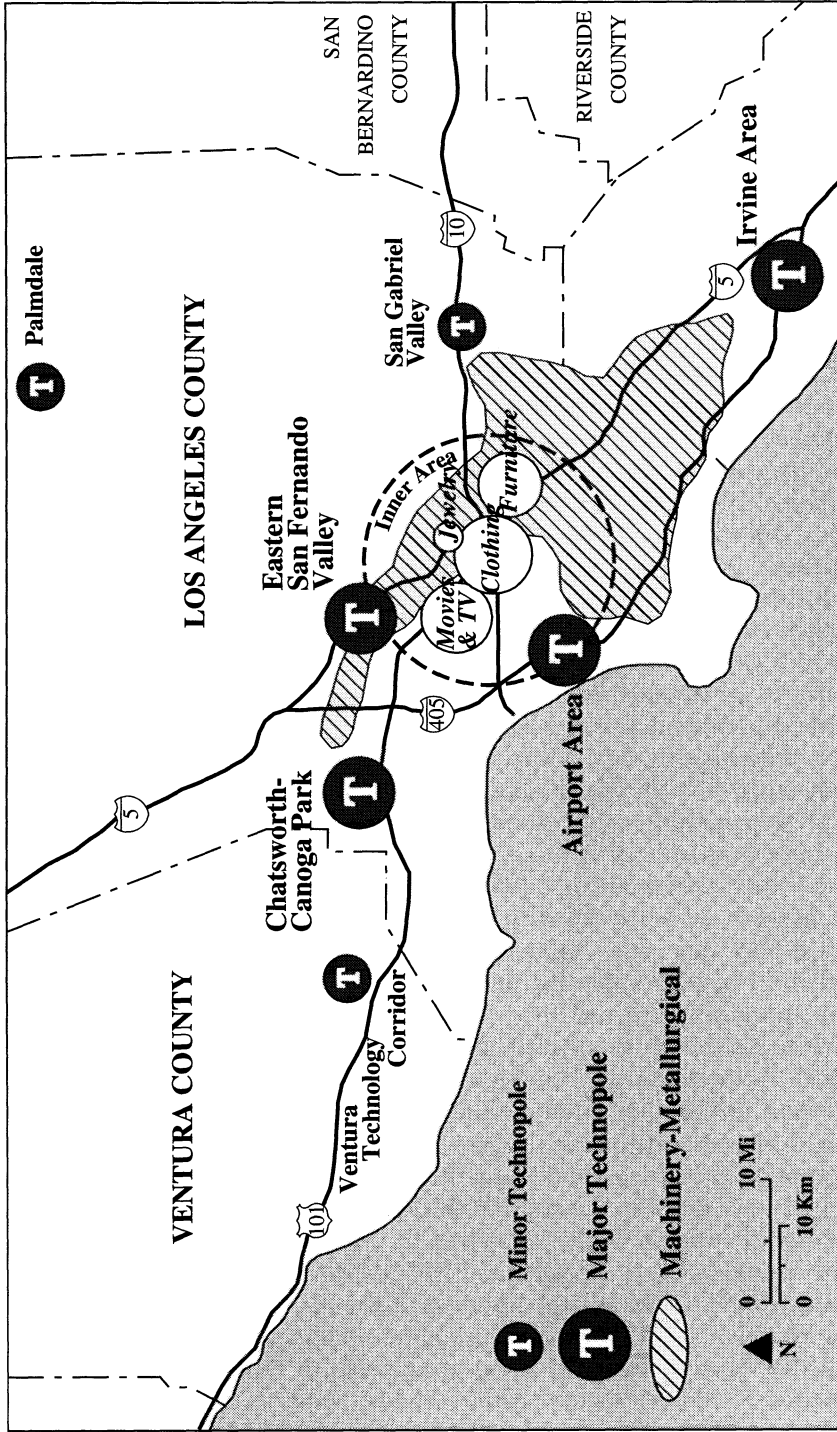 VENTURA COUNTY
LOS ANGELES COUNTY
SAN
BERNARDINO
COUNTY
RIVERSIDE
COUNTY
T
Palmdale
5
Eastern
San Fernando
Valley
T
Chatsworth-
Canoga Park
T
T
Ventura
Technology
Corridor
101
405
San Gabriel
Valley
T
10
Inner Area
Jewelry
Movies
& TV
Clothing
Furniture
T
Airport Area
5
Irvine Area
T
T
Minor Technopole
T
Major Technopole
Machinery-Metallurgical
N
0
10 Mi
0
10 Km